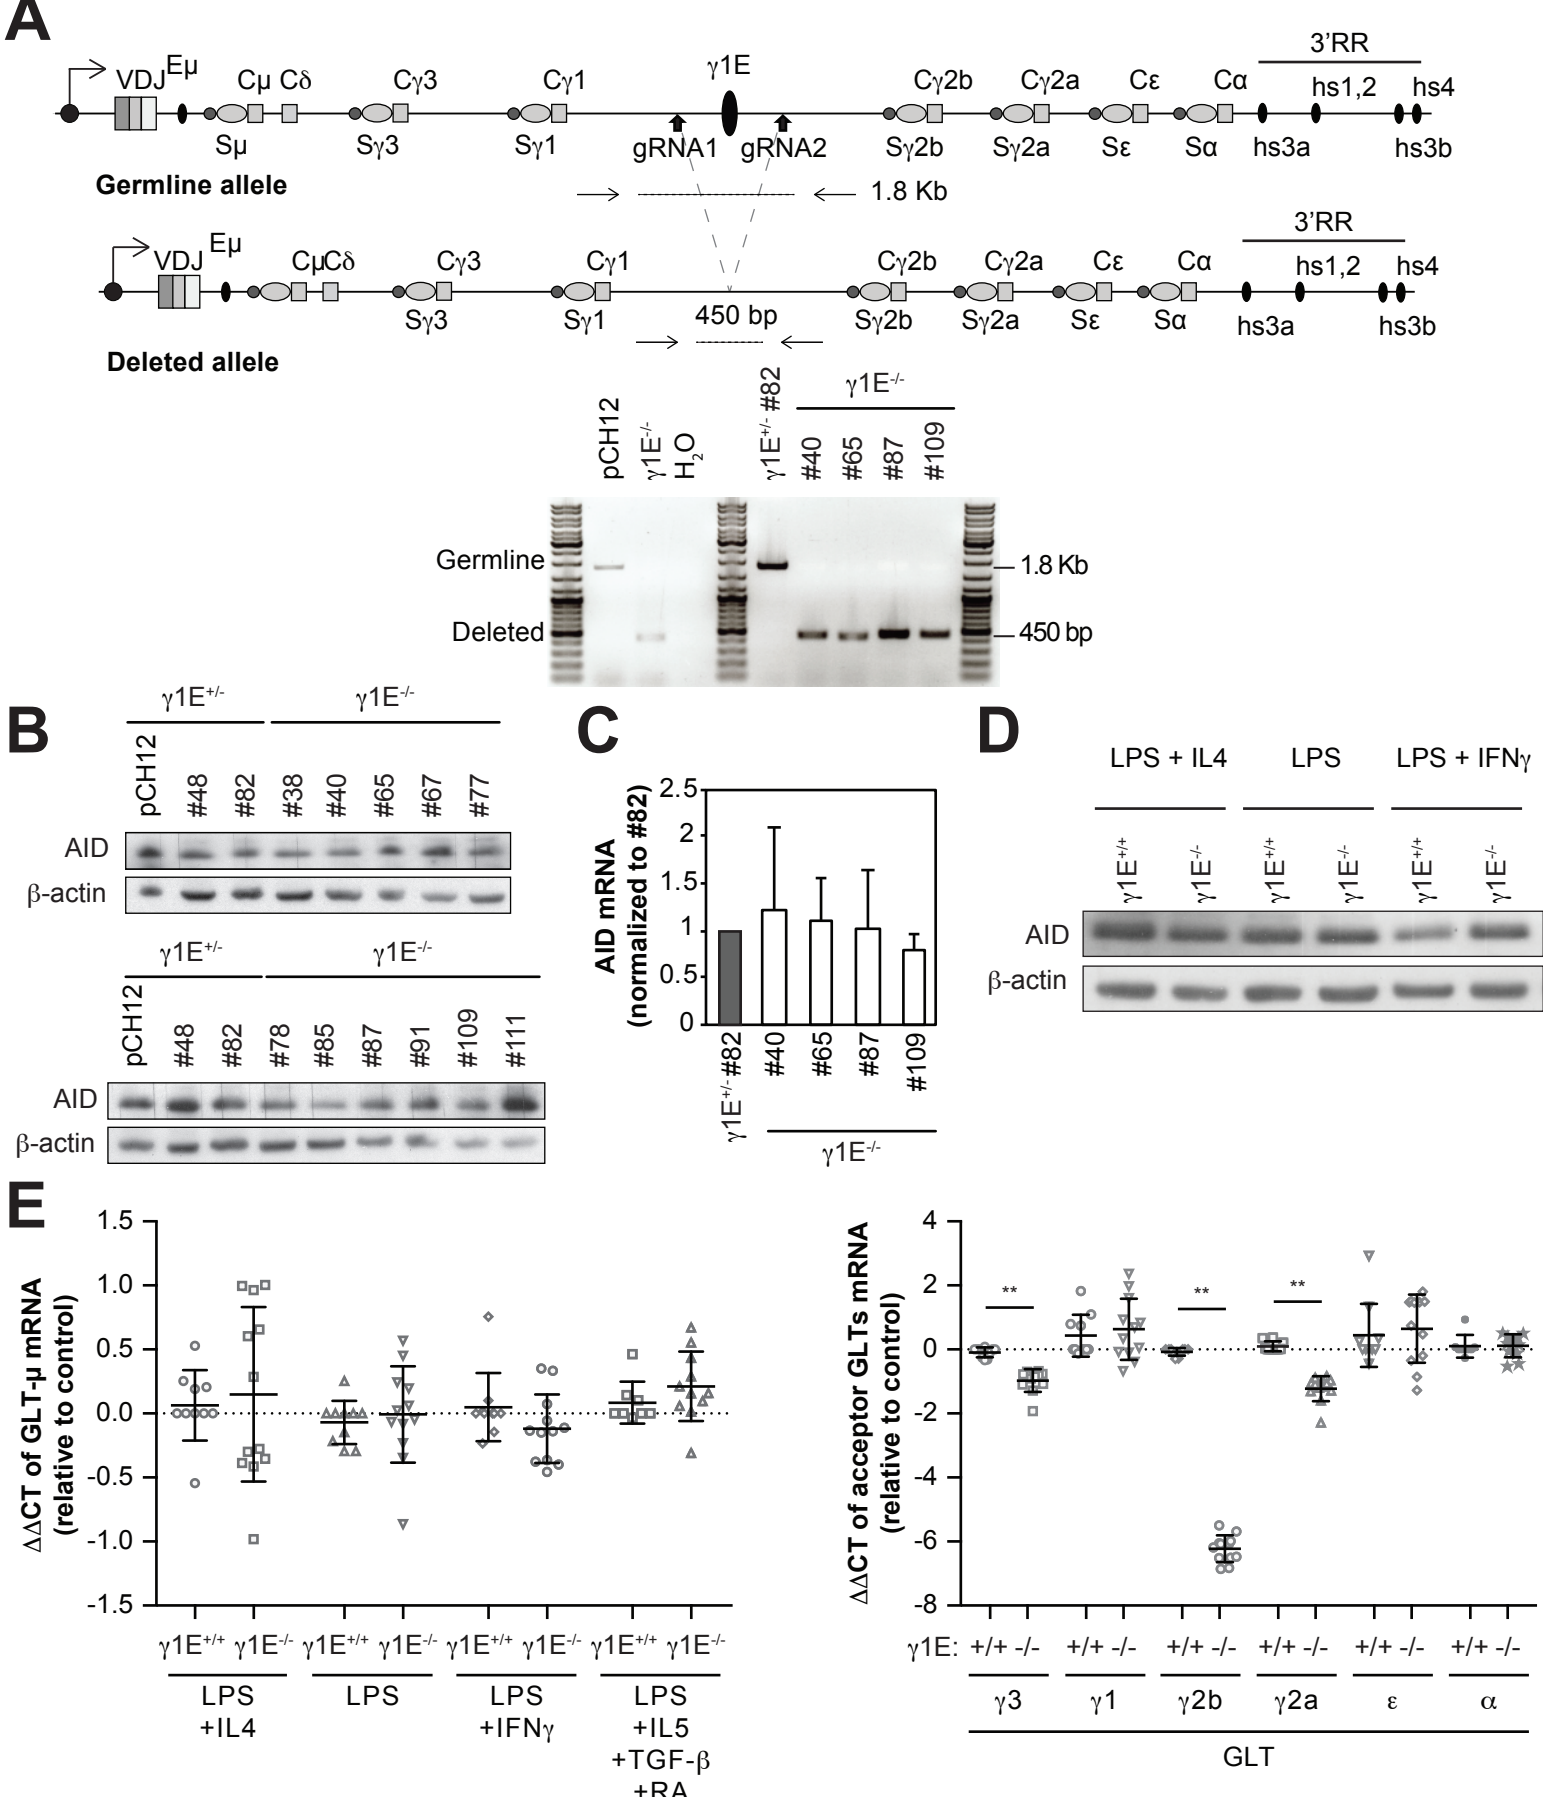 A
3'RR
VDJ Eμ Cμ Cδ Cγ3 Cγ1 γ1E Cγ2b Cγ2a Cε Cα hs1,2 hs4
Sμ Sγ3 Sγ1 gRNA1 gRNA2 Sγ2b Sγ2a Sε Sα hs3a hs3b
Germline allele
1.8 Kb
3'RR
VDJ Eμ CμCδ Cγ3 Cγ1 Cγ2b Cγ2a Cε Cα hs1,2 hs4
Sγ3 Sγ1 450 bp Sγ2b Sγ2a Sε Sα hs3a hs3b
Deleted allele
γ1E-/-
pCH12 γ1E-/- H2O γ1E+/- #82 #40 #65 #87 #109
Germline 1.8 Kb
Deleted 450 bp
B
γ1E+/- γ1E-/-
pCH12 #48 #82 #38 #40 #65 #67 #77
AID
β-actin
γ1E+/- γ1E-/-
pCH12 #48 #82 #78 #85 #87 #91 #109 #111
AID
β-actin
C
AID mRNA
(normalized to #82)
2.5
2
1.5
1
0.5
0
γ1E+/- #82 #40 #65 #87 #109
γ1E-/-
D
LPS + IL4 LPS LPS + IFNγ
γ1E+/+ γ1E-/- γ1E+/+ γ1E-/- γ1E+/+ γ1E-/-
AID
β-actin
E
ΔΔCT of GLT-μ mRNA
(relative to control)
1.5
1.0
0.5
0.0
-0.5
-1.0
-1.5
γ1E+/+ γ1E-/- γ1E+/+ γ1E-/- γ1E+/+ γ1E-/- γ1E+/+ γ1E-/-
LPS LPS LPS LPS
+IL4 +IFNγ +IL5
+TGF-β
+RA
ΔΔCT of acceptor GLTs mRNA
(relative to control)
4
2
0
-2
-4
-6
-8
** ** **
γ1E: +/+ -/- +/+ -/- +/+ -/- +/+ -/- +/+ -/- +/+ -/-
γ3 γ1 γ2b γ2a ε α
GLT